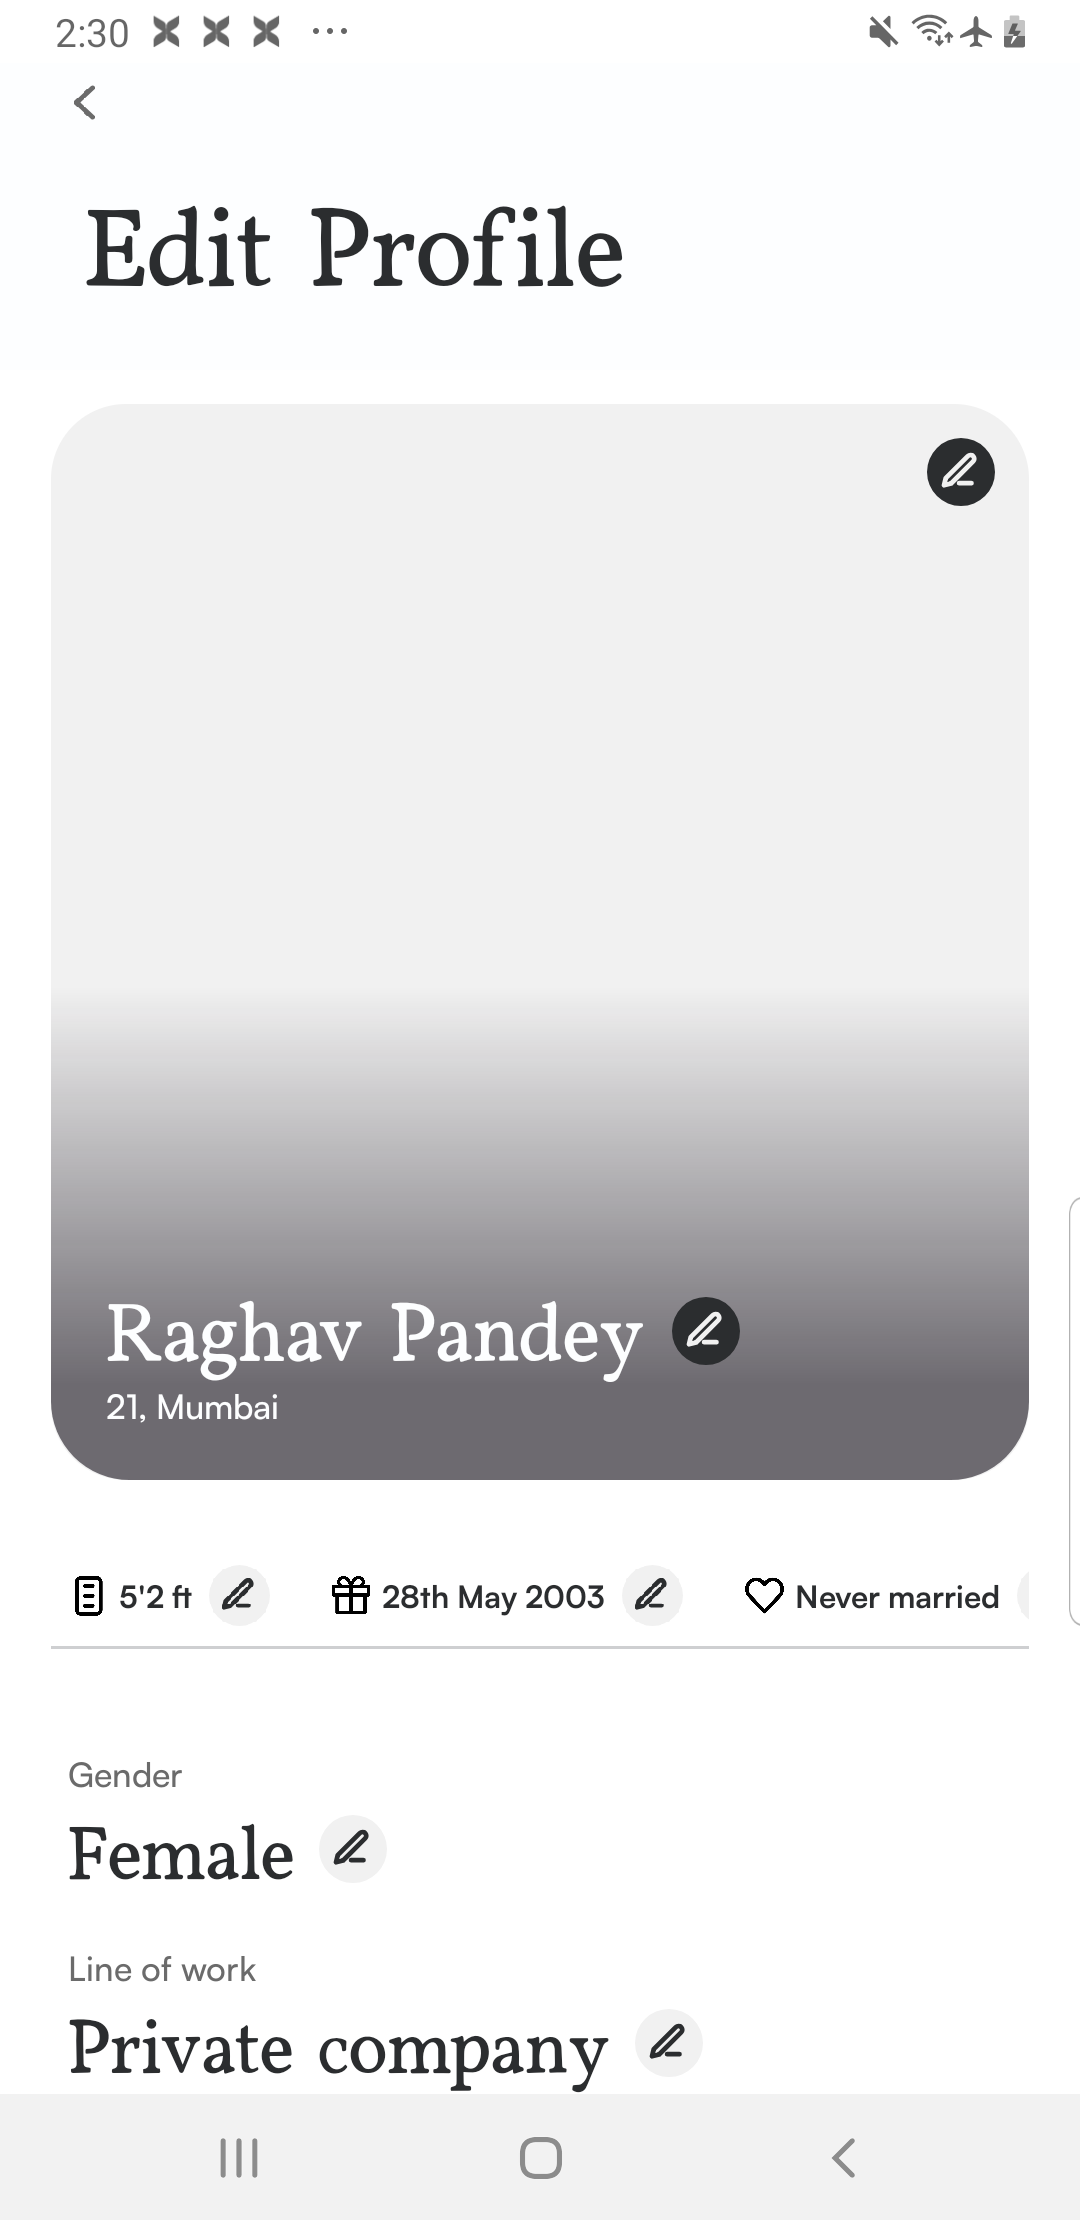 2:30
Edit Profile
Raghav Pandey
21, Mumbai
5'2 ft 28th May 2003 Never married
Gender
Female
Line of work
Private company